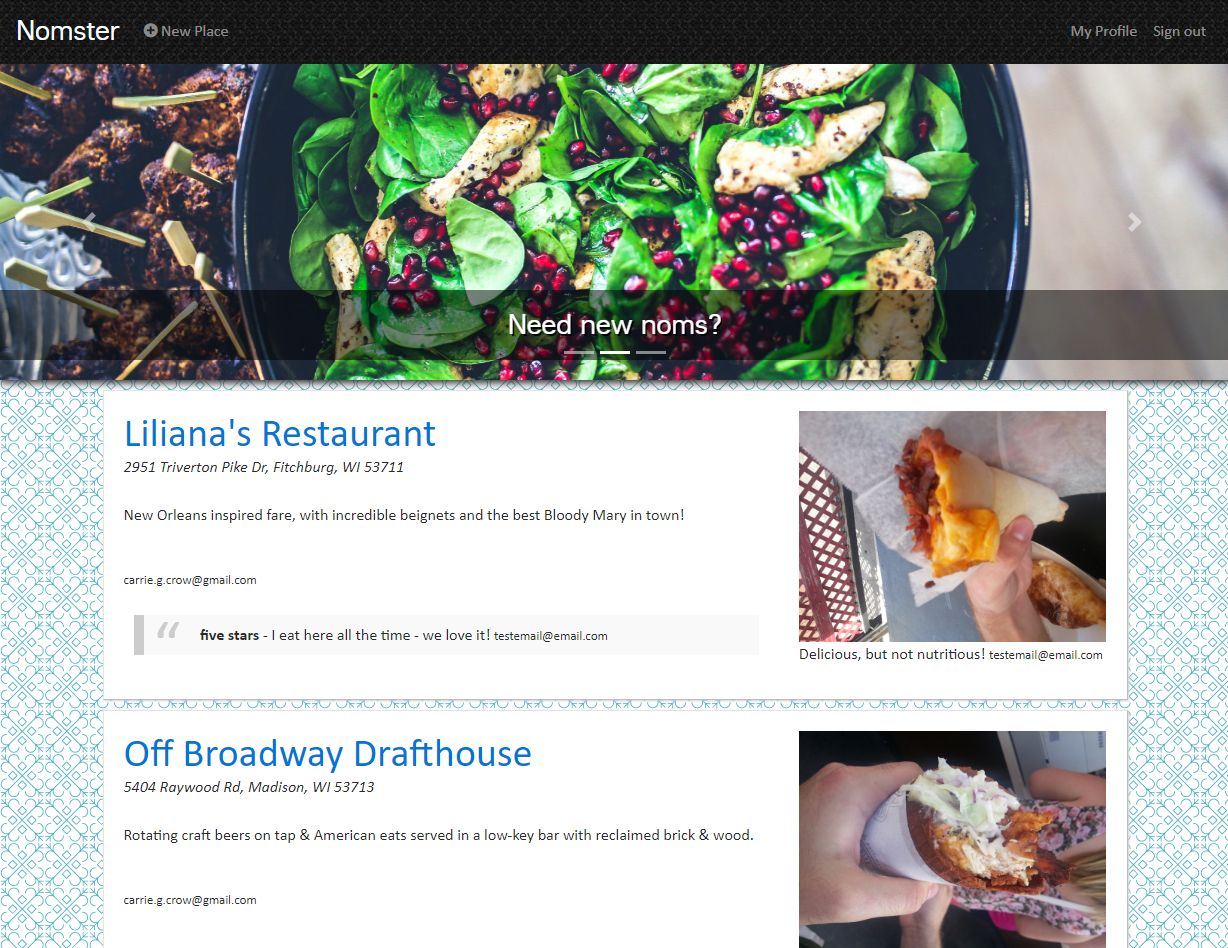 Nomster New Place My Profile Sign out
Need new noms?
Liliana's Restaurant
2951 Triverton Pike Dr, Fitchburg, WI 53711
New Orleans inspired fare, with incredible beignets and the best Bloody Mary in town!
carrie.g.crow@gmail.com
“ five stars - I eat here all the time - we love it! testemail@email.com
Delicious, but not nutritious! testemail@email.com
Off Broadway Drafthouse
5404 Raywood Rd, Madison, WI 53713
Rotating craft beers on tap & American eats served in a low-key bar with reclaimed brick & wood.
carrie.g.crow@gmail.com